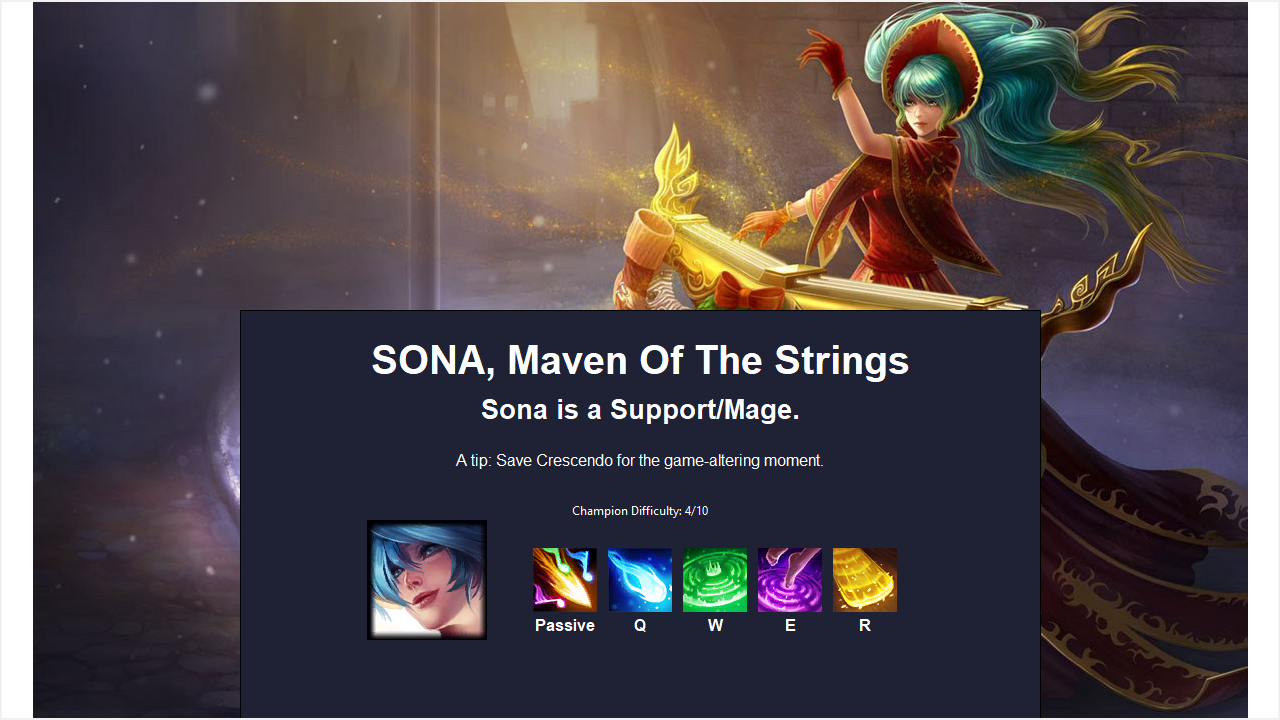 SONA, Maven Of The Strings
Sona is a Support/Mage.
A tip: Save Crescendo for the game-altering moment.
Champion Difficulty: 4/10
Passive Q W E R